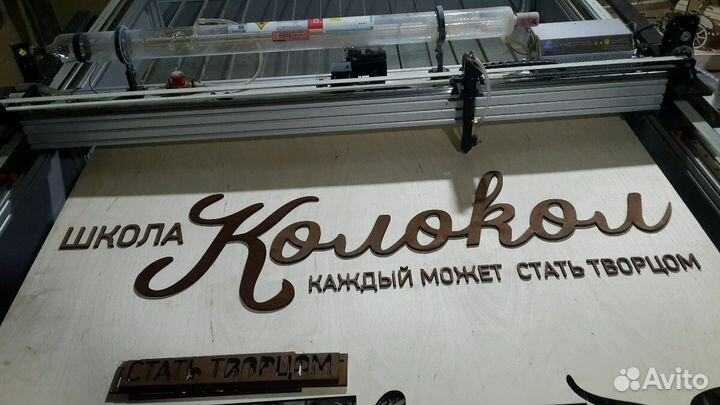 ШКОЛА Колокол
КАЖДЫЙ МОЖЕТ СТАТЬ ТВОРЦОМ
СТАТЬ ТВОРЦОМ
Avito